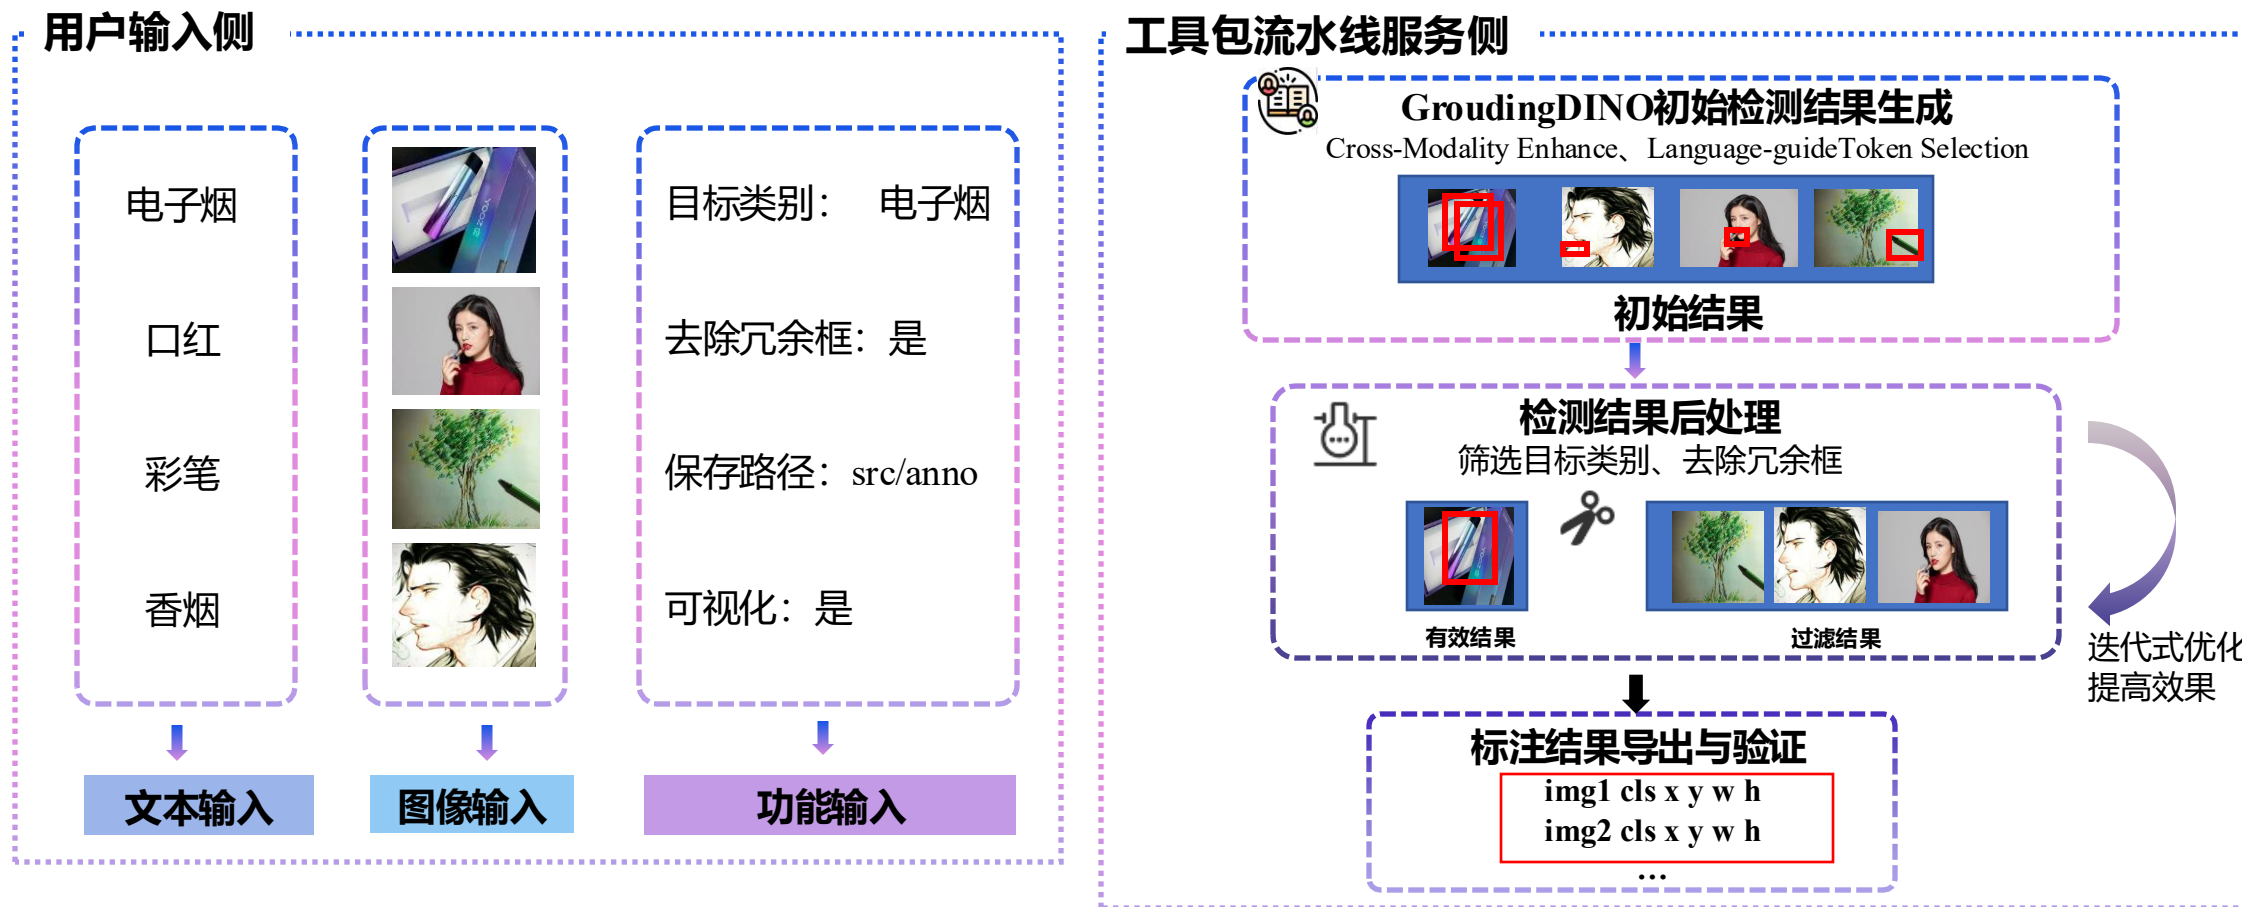 用户输入侧
电子烟
口红
彩笔
香烟
目标类别： 电子烟
去除冗余框：是
保存路径：src/anno
可视化：是
文本输入
图像输入
功能输入
工具包流水线服务侧
GroudingDINO初始检测结果生成
Cross-Modality Enhance、Language-guideToken Selection
初始结果
检测结果后处理
筛选目标类别、去除冗余框
有效结果
过滤结果
迭代式优化
提高效果
标注结果导出与验证
img1 cls x y w h
img2 cls x y w h
...